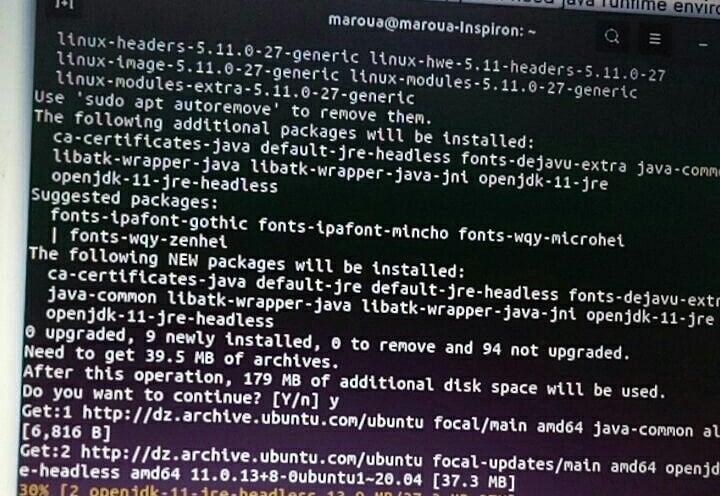 need java runtime enviro
maroua@maroua-Inspiron: ~
linux-headers-5.11.0-27-generic linux-hwe-5.11-headers-5.11.0-27
linux-image-5.11.0-27-generic linux-modules-5.11.0-27-generic
linux-modules-extra-5.11.0-27-generic
Use 'sudo apt autoremove' to remove them.
The following additional packages will be installed:
ca-certificates-java default-jre-headless fonts-dejavu-extra java-comm
libatk-wrapper-java libatk-wrapper-java-jni openjdk-11-jre
openjdk-11-jre-headless
Suggested packages:
fonts-ipafont-gothic fonts-ipafont-mincho fonts-wqy-microhei
| fonts-wqy-zenhei
The following NEW packages will be installed:
ca-certificates-java default-jre default-jre-headless fonts-dejavu-extr
java-common libatk-wrapper-java libatk-wrapper-java-jni openjdk-11-jre
openjdk-11-jre-headless
0 upgraded, 9 newly installed, 0 to remove and 94 not upgraded.
Need to get 39.5 MB of archives.
After this operation, 179 MB of additional disk space will be used.
Do you want to continue? [Y/n] y
Get:1 http://dz.archive.ubuntu.com/ubuntu focal/main amd64 java-common al
[6,816 B]
Get:2 http://dz.archive.ubuntu.com/ubuntu focal-updates/main amd64 openjd
e-headless amd64 11.0.13+8-0ubuntu1~20.04 [37.3 MB]
30% [2 openjdk-11-jre-headless